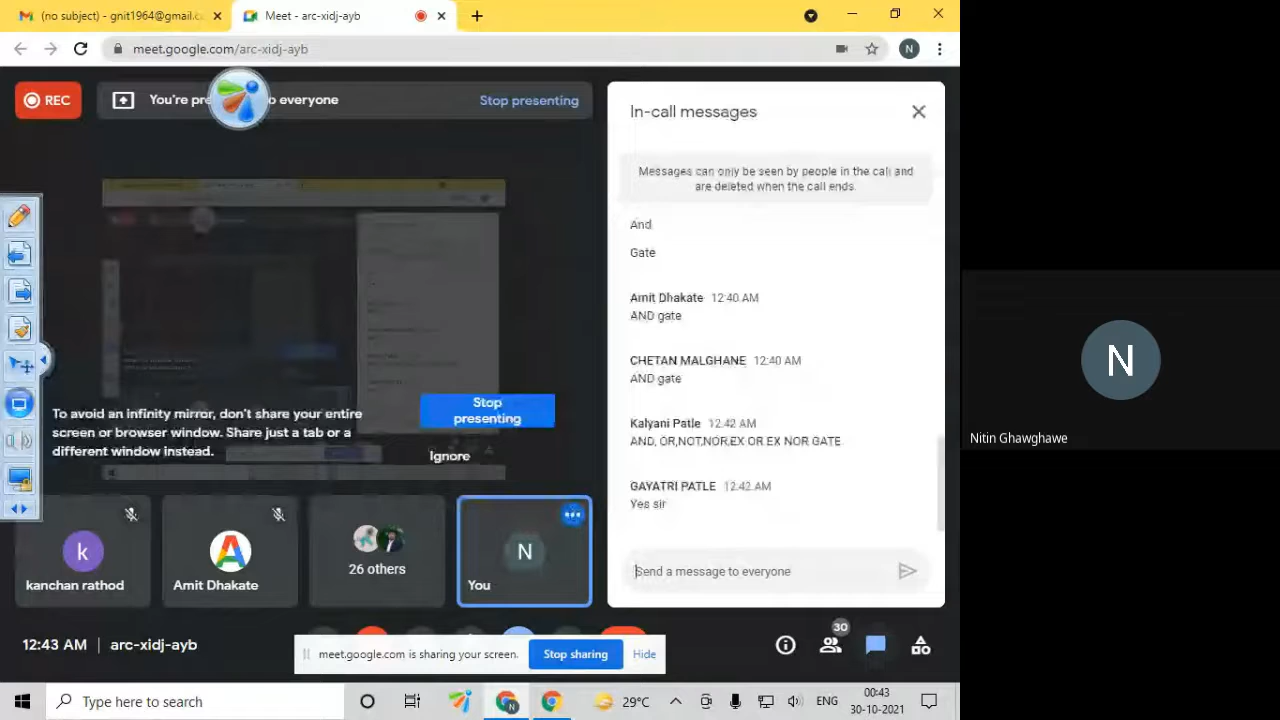 (no subject) - gnit1964@gmail.c
Meet - arc-xidj-ayb
meet.google.com/arc-xidj-ayb
N
REC
You're pre
o everyone
Stop presenting
In-call messages
Messages can only be seen by people in the call and
are deleted when the call ends.
And
Gate
Amit Dhakate 12:40 AM
AND gate
CHETAN MALGHANE 12:40 AM
AND gate
Kalyani Patle 12:42 AM
AND, OR,NOT,NOR,EX OR EX NOR GATE
GAYATRI PATLE 12:42 AM
Yes sir
Send a message to everyone
To avoid an infinity mirror, don't share your entire
screen or browser window. Share just a tab or a
different window instead.
Stop
presenting
Ignore
k
kanchan rathod
Amit Dhakate
26 others
N
You
12:43 AM
arc-xidj-ayb
30
meet.google.com is sharing your screen.
Stop sharing
Hide
Type here to search
N
29°C
ENG
00:43
30-10-2021
N
Nitin Ghawghawe